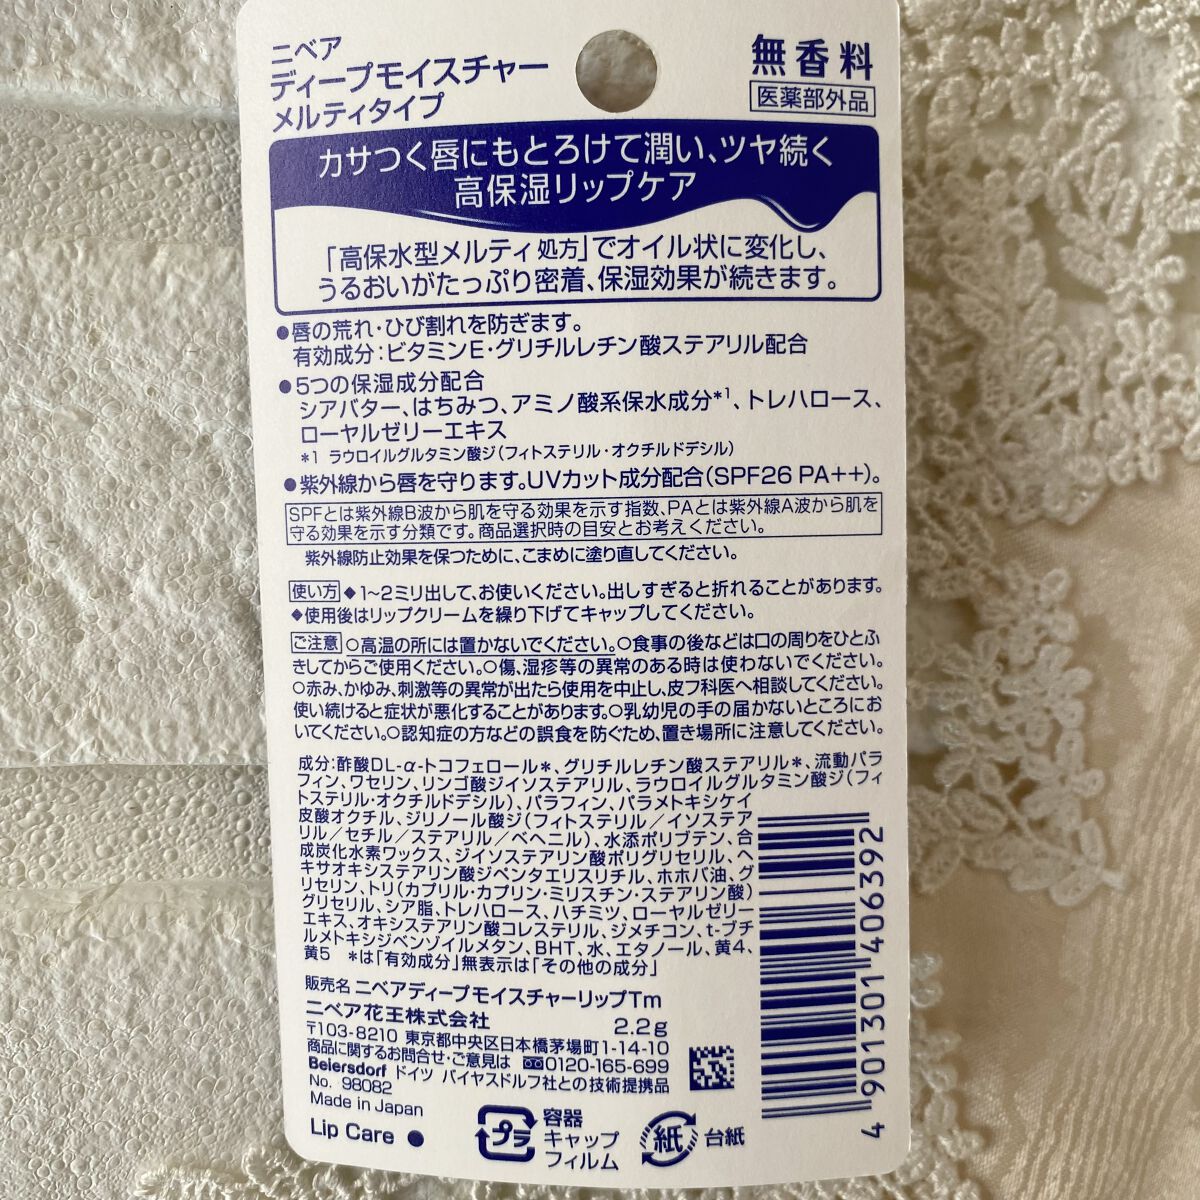 ニベア
ディープモイスチャー
メルティタイプ
無香料
医薬部外品
カサつく唇にもとろけて潤い、ツヤ続く
高保湿リップケア
「高保水型メルティ処方」でオイル状に変化し、
うるおいがたっぷり密着、保湿効果が続きます。
●唇の荒れ・ひび割れを防ぎます。
有効成分：ビタミンE・グリチルレチン酸ステアリル配合
●5つの保湿成分配合
シアバター、はちみつ、アミノ酸系保水成分*1、トレハロース、
ローヤルゼリーエキス
*1 ラウロイルグルタミン酸ジ(フィトステリル・オクチルドデシル)
●紫外線から唇を守ります。UVカット成分配合(SPF26 PA++)。
SPFとは紫外線B波から肌を守る効果を示す指数、PAとは紫外線A波から肌を
守る効果を示す分類です。商品選択時の目安とお考えください。
紫外線防止効果を保つために、こまめに塗り直してください。
使い方 ◆1~2ミリ出して、お使いください。出しすぎると折れることがあります。
◆使用後はリップクリームを繰り下げてキャップしてください。
ご注意 ○高温の所には置かないでください。○食事の後などは口の周りをひとふ
きしてからご使用ください。○傷、湿疹等の異常のある時は使わないでください。
○赤み、かゆみ、刺激等の異常が出たら使用を中止し、皮フ科医へ相談してください。
使い続けると症状が悪化することがあります。○乳幼児の手の届かないところにお
いてください。○認知症の方などの誤食を防ぐため、置き場所に注意してください。
成分：酢酸DL-α-トコフェロール*、グリチルレチン酸ステアリル*、流動パラ
フィン、ワセリン、リンゴ酸ジイソステアリル、ラウロイルグルタミン酸ジ(フィ
トステリル・オクチルドデシル)、パラフィン、パラメトキシケイ
皮酸オクチル、ジリノール酸ジ(フィトステリル/イソステア
リル/セチル/ステアリル/ベヘニル)、水添ポリブテン、合
成炭化水素ワックス、ジイソステアリン酸ポリグリセリル、ヘ
キサオキシステアリン酸ジペンタエリスリチル、ホホバ油、グ
リセリン、トリ(カプリル・カプリン・ミリスチン・ステアリン酸)
グリセリル、シア脂、トレハロース、ハチミツ、ローヤルゼリー
エキス、オキシステアリン酸コレステリル、ジメチコン、t-ブチ
ルメトキシジベンゾイルメタン、BHT、水、エタノール、黄4、
黄5 *は「有効成分」無表示は「その他の成分」
販売名 ニベアディープモイスチャーリップTm
ニベア花王株式会社 2.2g
〒103-8210 東京都中央区日本橋茅場町1-14-10
商品に関するお問合せ・ご意見は 0120-165-699
Beiersdorf ドイツ バイヤスドルフ社との技術提携品
No. 98082
Made in Japan
Lip Care ●
プラ
容器
キャップ
フィルム
紙
台紙
4 901301 406392